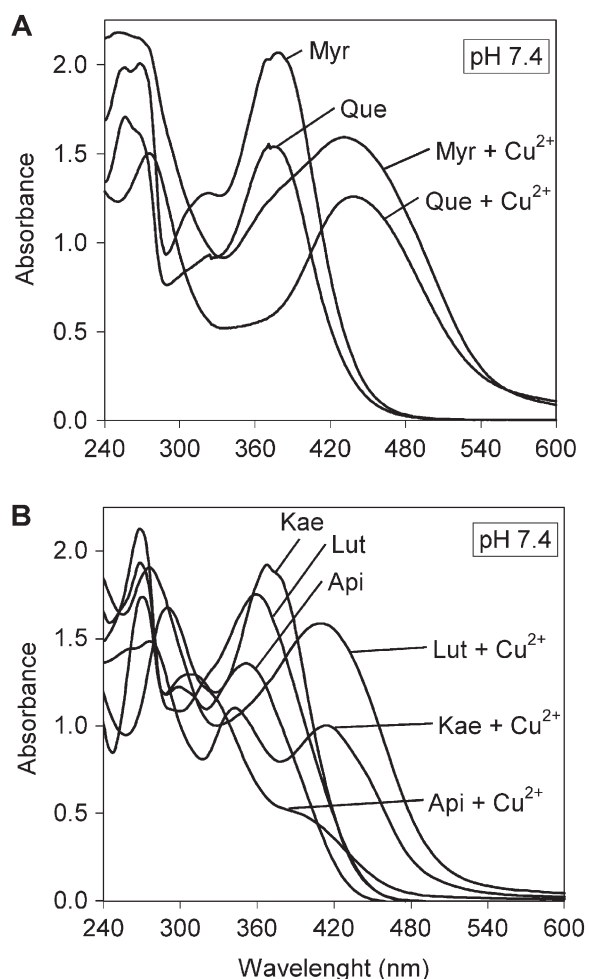 A
pH 7.4
Myr
Que
Myr + Cu²⁺
Que + Cu²⁺
Absorbance
2.0
1.5
1.0
0.5
0.0
240 300 360 420 480 540 600
B
pH 7.4
Kae
Lut
Api
Lut + Cu²⁺
Kae + Cu²⁺
Api + Cu²⁺
Absorbance
2.0
1.5
1.0
0.5
0.0
240 300 360 420 480 540 600
Wavelenght (nm)